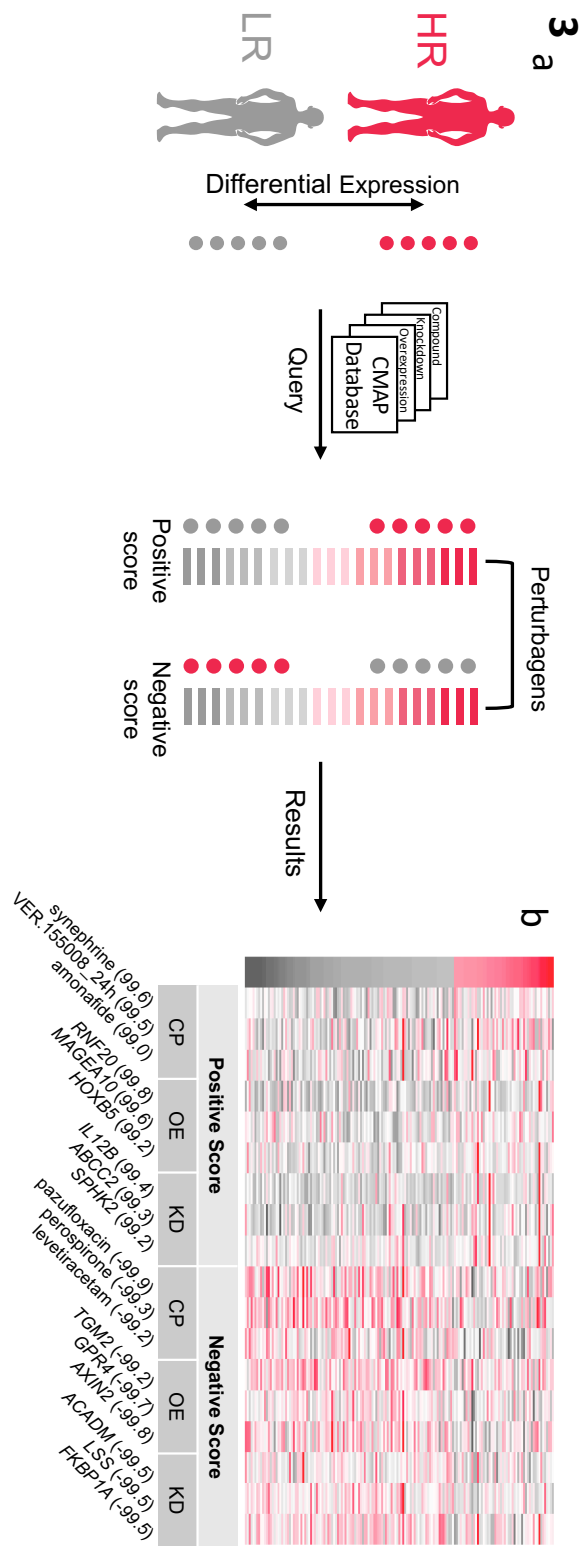 3
a
HR
LR
Differential Expression
Compound
Knockdown
Overexpression
CMAP
Database
Query
Perturbagens
Positive
score
Negative
score
Results
b
Positive Score
Negative Score
CP
OE
KD
CP
OE
KD
synephrine (99.6)
VER.155008_24h (99.5)
amonafide (99.0)
RNF20 (99.8)
MAGEA10 (99.6)
HOXB5 (99.2)
IL12B (99.4)
ABCC2 (99.3)
SPHK2 (99.2)
pazufloxacin (-99.9)
perospirone (-99.3)
levetiracetam (-99.2)
TGM2 (-99.2)
GPR4 (-99.7)
AXIN2 (-99.8)
ACADM (-99.5)
LSS (-99.5)
FKBP1A (-99.5)